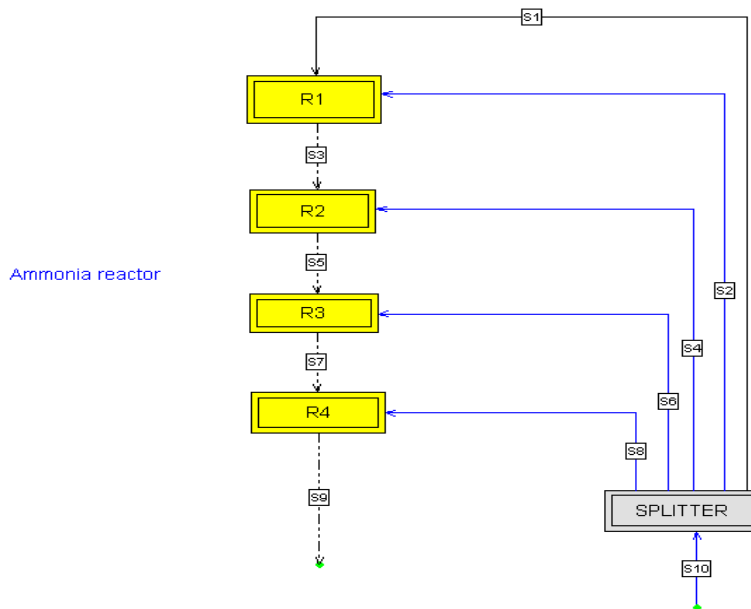 S1
R1
S3
R2
Ammonia reactor
S5
S2
R3
S4
S7
S6
R4
S8
S9
SPLITTER
S10